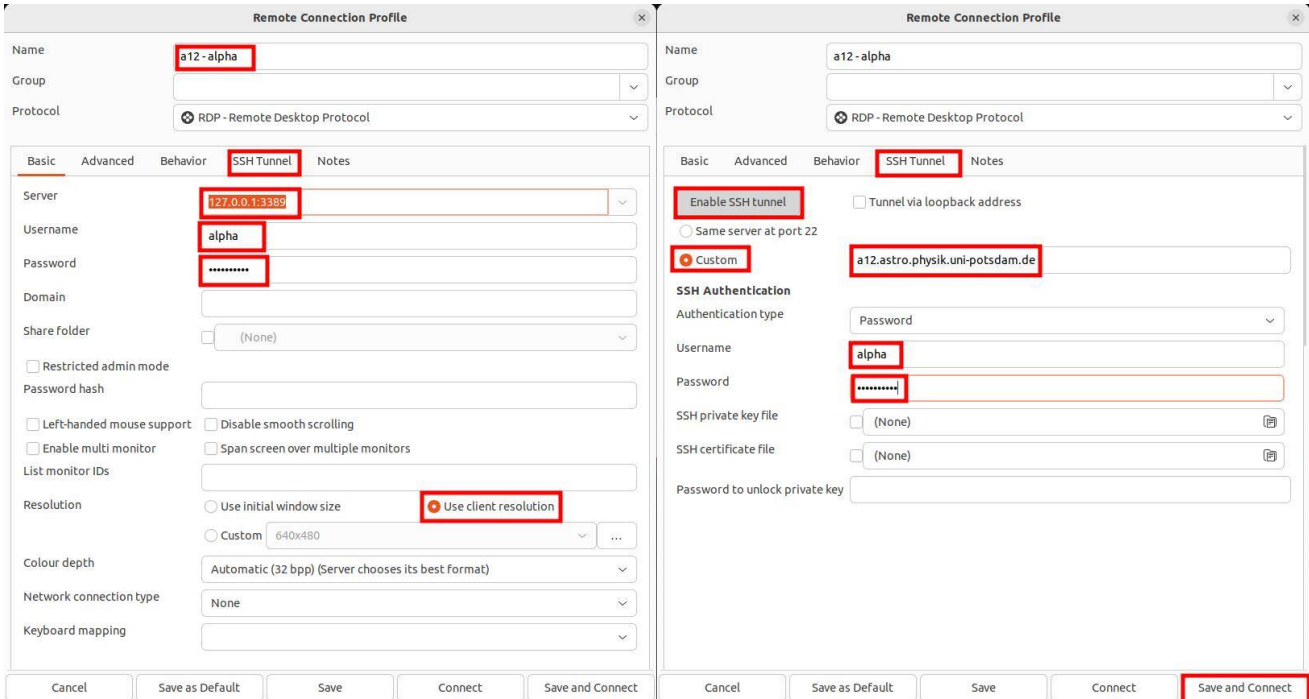 Remote Connection Profile
Name
a12 - alpha
Group
Protocol
RDP - Remote Desktop Protocol
Basic Advanced Behavior SSH Tunnel Notes
Server
127.0.0.1:3389
Username
alpha
Password
••••••••••
Domain
Share folder
(None)
Restricted admin mode
Password hash
Left-handed mouse support Disable smooth scrolling
Enable multi monitor Span screen over multiple monitors
List monitor IDs
Resolution
Use initial window size Use client resolution
Custom 640x480 ...
Colour depth
Automatic (32 bpp) (Server chooses its best format)
Network connection type
None
Keyboard mapping
Cancel Save as Default Save Connect Save and Connect
Remote Connection Profile
Name
a12 - alpha
Group
Protocol
RDP - Remote Desktop Protocol
Basic Advanced Behavior SSH Tunnel Notes
Enable SSH tunnel Tunnel via loopback address
Same server at port 22
Custom a12.astro.physik.uni-potsdam.de
SSH Authentication
Authentication type
Password
Username
alpha
Password
••••••••••
SSH private key file
(None)
SSH certificate file
(None)
Password to unlock private key
Cancel Save as Default Save Connect Save and Connect